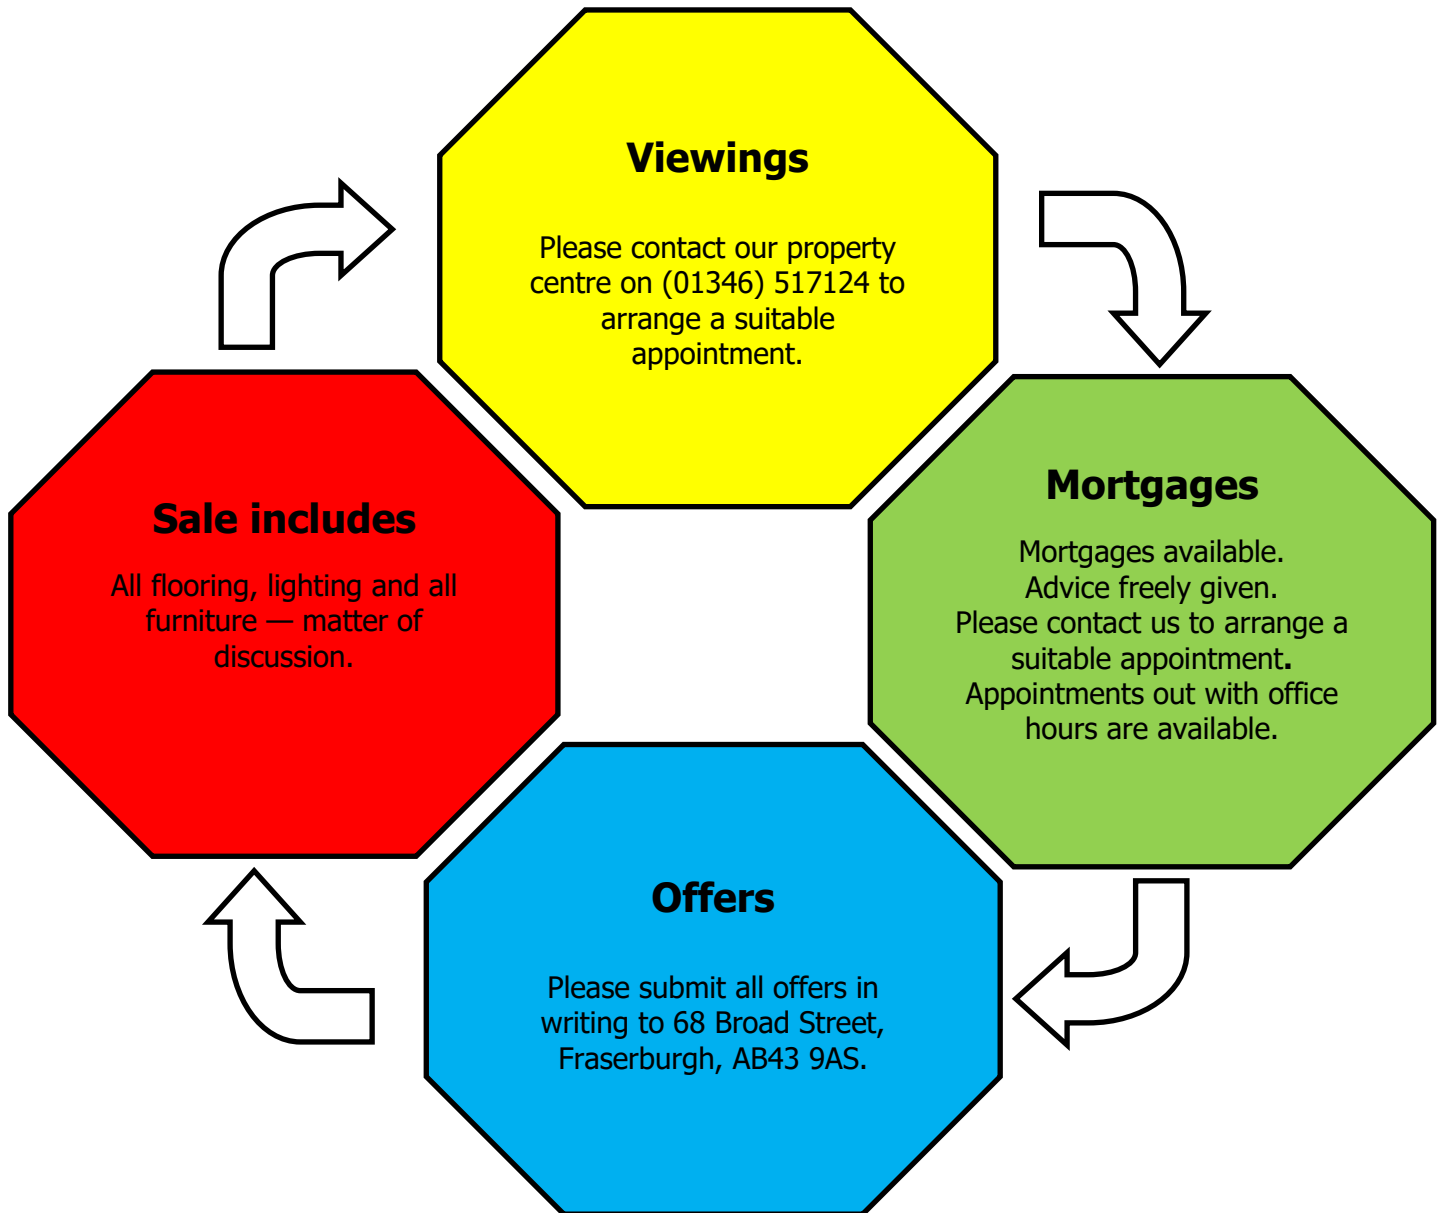 Viewings
Please contact our property
centre on (01346) 517124 to
arrange a suitable
appointment.
Mortgages
Mortgages available.
Advice freely given.
Please contact us to arrange a
suitable appointment.
Appointments out with office
hours are available.
Offers
Please submit all offers in
writing to 68 Broad Street,
Fraserburgh, AB43 9AS.
Sale includes
All flooring, lighting and all
furniture — matter of
discussion.